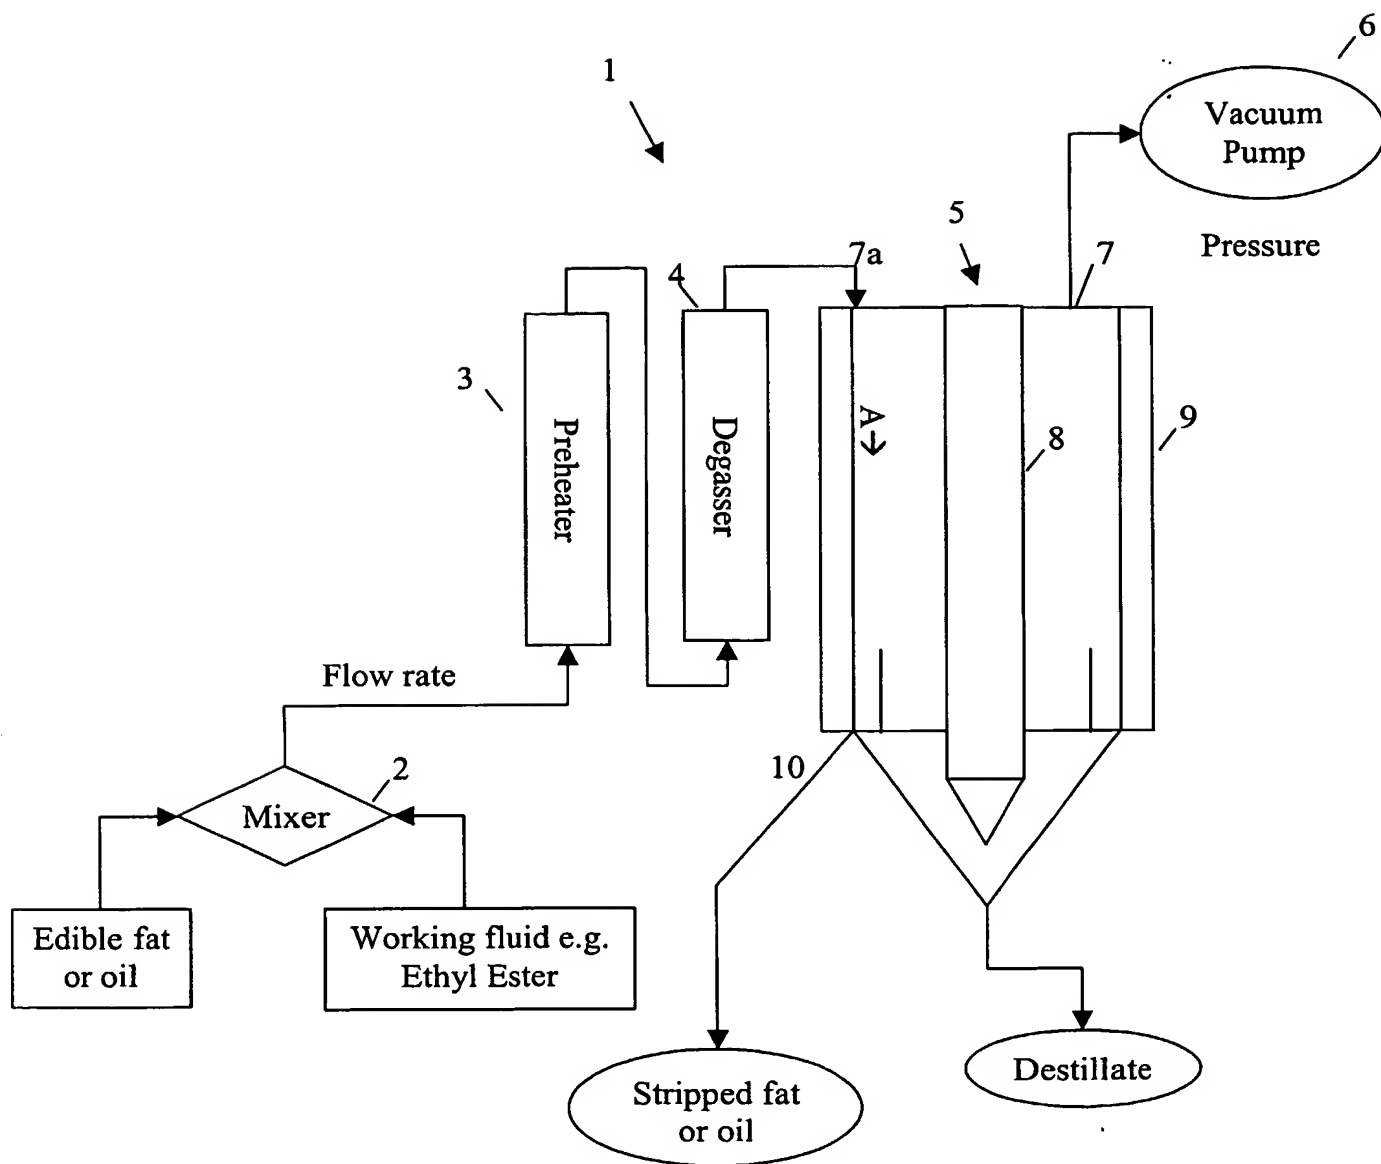 6
1
Vacuum
Pump
5
Pressure
7a
7
4
3
Preheater
Degasser
A→
8
9
Flow rate
2
10
Mixer
Edible fat
or oil
Working fluid e.g.
Ethyl Ester
Destillate
Stripped fat
or oil